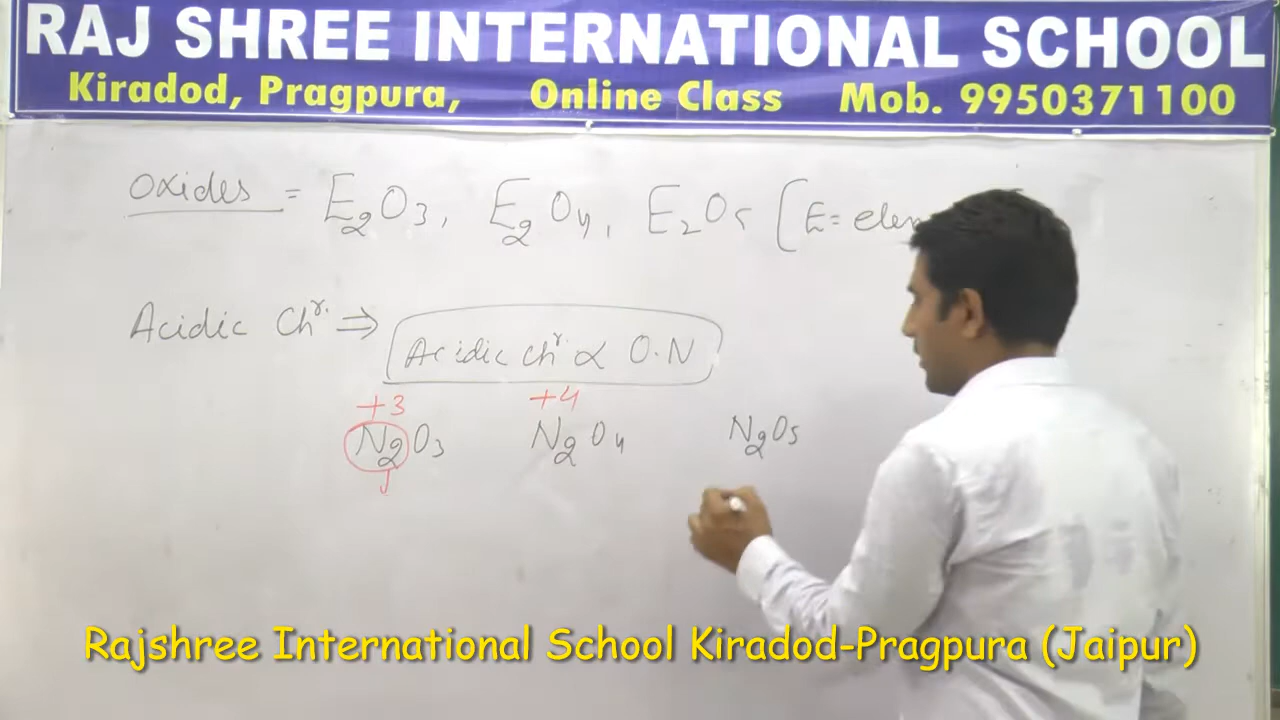 RAJ SHREE INTERNATIONAL SCHOOL
Kiradod, Pragpura, Online Class Mob. 9950371100
Oxides = E2O3, E2O4, E2O5 [E= elem
Acidic Chr. ⇒
Acidic chr. ∝ O.N
+3 +4
N2O3 N2O4 N2O5
Rajshree International School Kiradod-Pragpura (Jaipur)